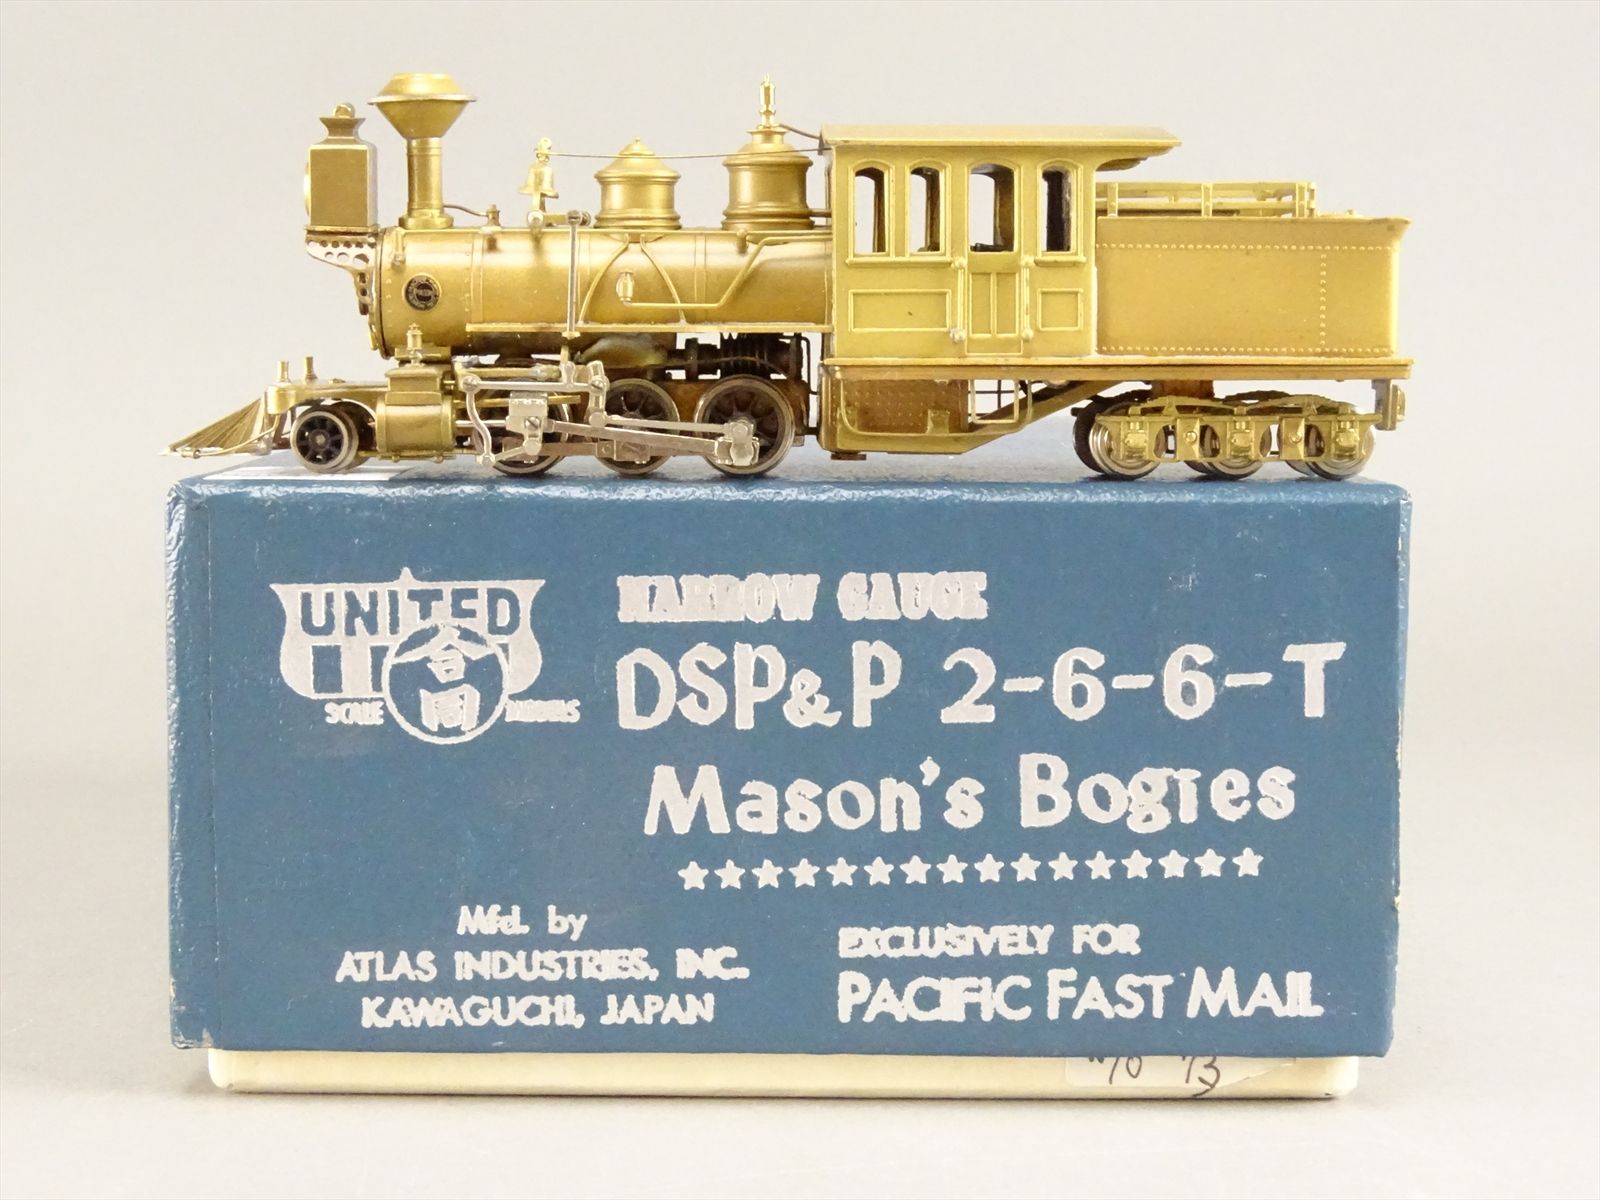 UNITED
合同
SCALE MODELS
NARROW GAUGE
DSP&P 2-6-6-T
Mason's Bogies
Mfd. by
ATLAS INDUSTRIES, INC.
KAWAGUCHI, JAPAN
EXCLUSIVELY FOR
PACIFIC FAST MAIL